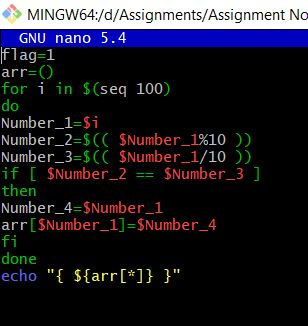 MINGW64:/d/Assignments/Assignment No
GNU nano 5.4
flag=1
arr=()
for i in $(seq 100)
do
Number_1=$i
Number_2=$(( $Number_1%10 ))
Number_3=$(( $Number_1/10 ))
if [ $Number_2 == $Number_3 ]
then
Number_4=$Number_1
arr[$Number_1]=$Number_4
fi
done
echo "{ ${arr[*]} }"